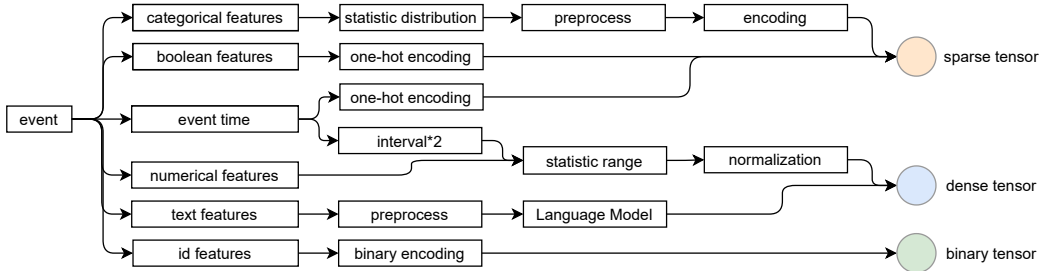 categorical features
statistic distribution
preprocess
encoding
boolean features
one-hot encoding
sparse tensor
one-hot encoding
event
event time
interval*2
statistic range
normalization
numerical features
dense tensor
text features
preprocess
Language Model
id features
binary encoding
binary tensor